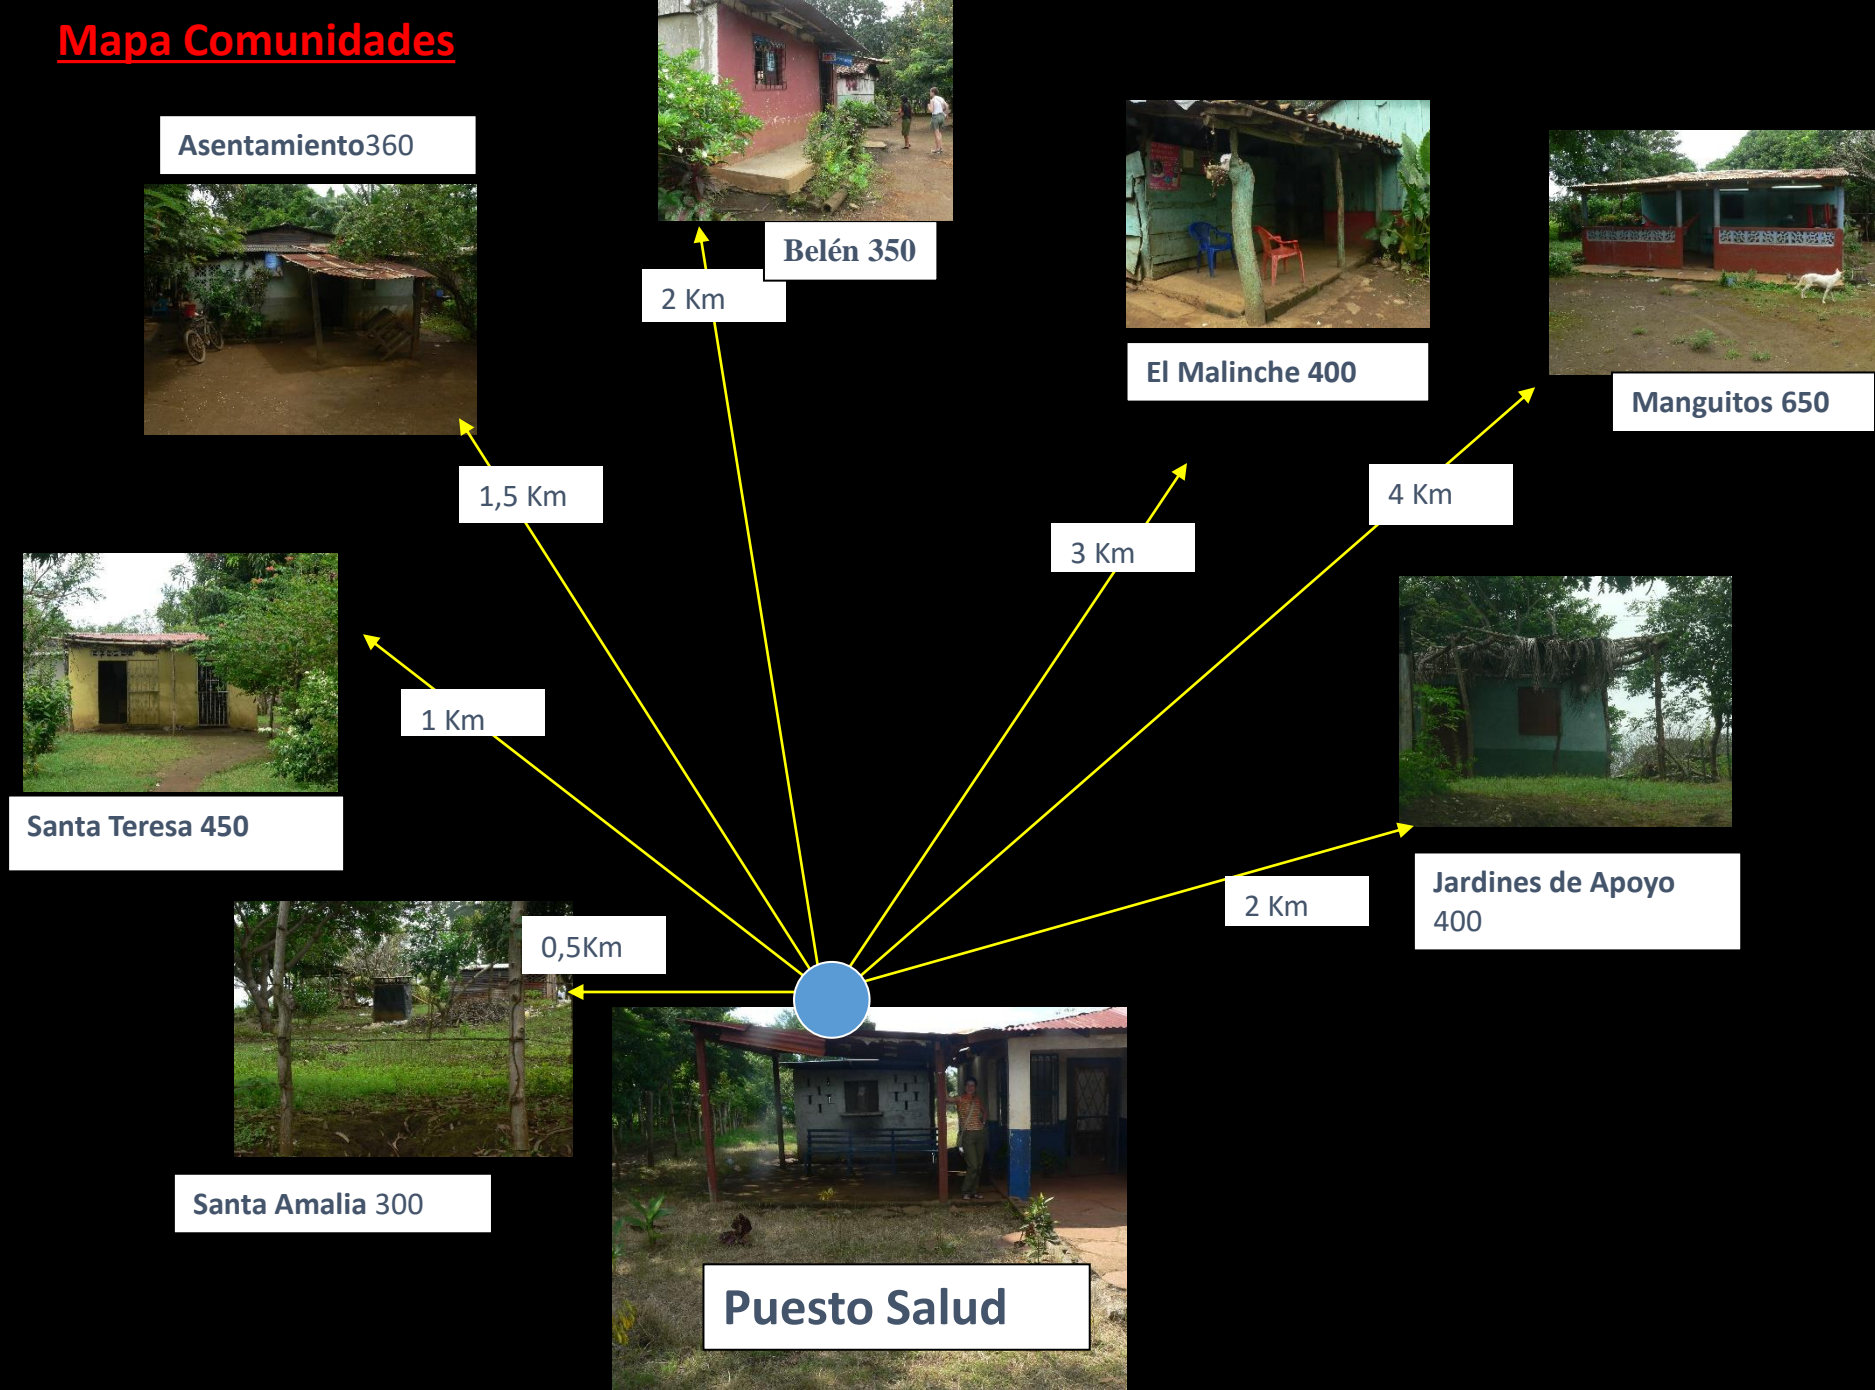 Mapa Comunidades
Asentamiento360
Belén 350
2 Km
El Malinche 400
Manguitos 650
1,5 Km
4 Km
3 Km
1 Km
Santa Teresa 450
Jardines de Apoyo
400
2 Km
0,5Km
Santa Amalia 300
Puesto Salud